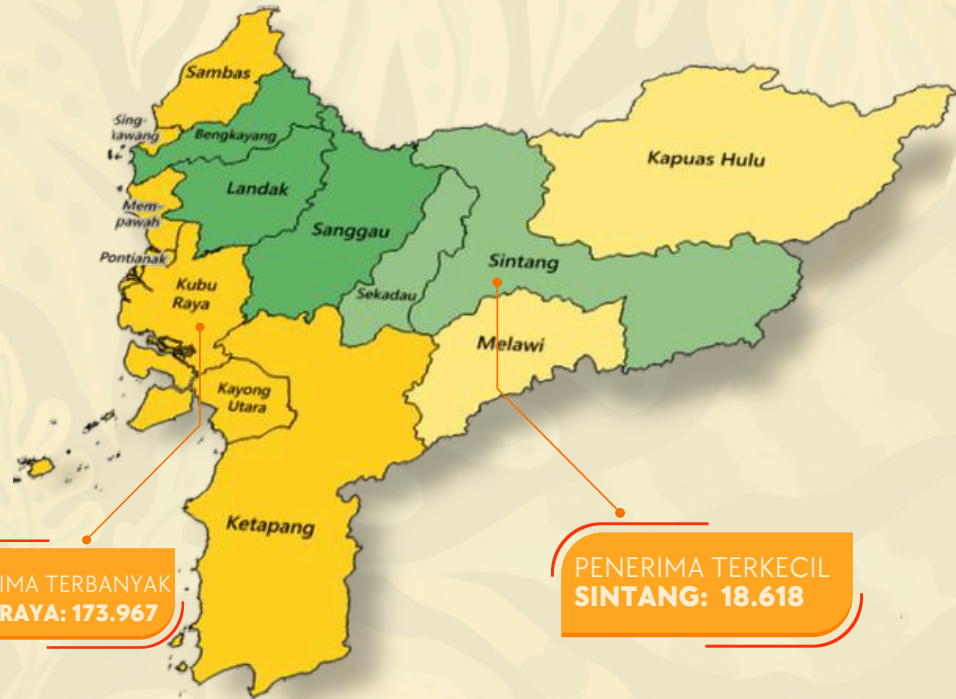 Sambas
Sing-
kawang
Bengkayang
Kapuas Hulu
Landak
Mem-
pawah
Sanggau
Pontianak
Sintang
Kubu
Raya
Sekadau
Melawi
Kayong
Utara
Ketapang
IMA TERBANYAK
RAYA: 173.967
PENERIMA TERKECIL
SINTANG: 18.618